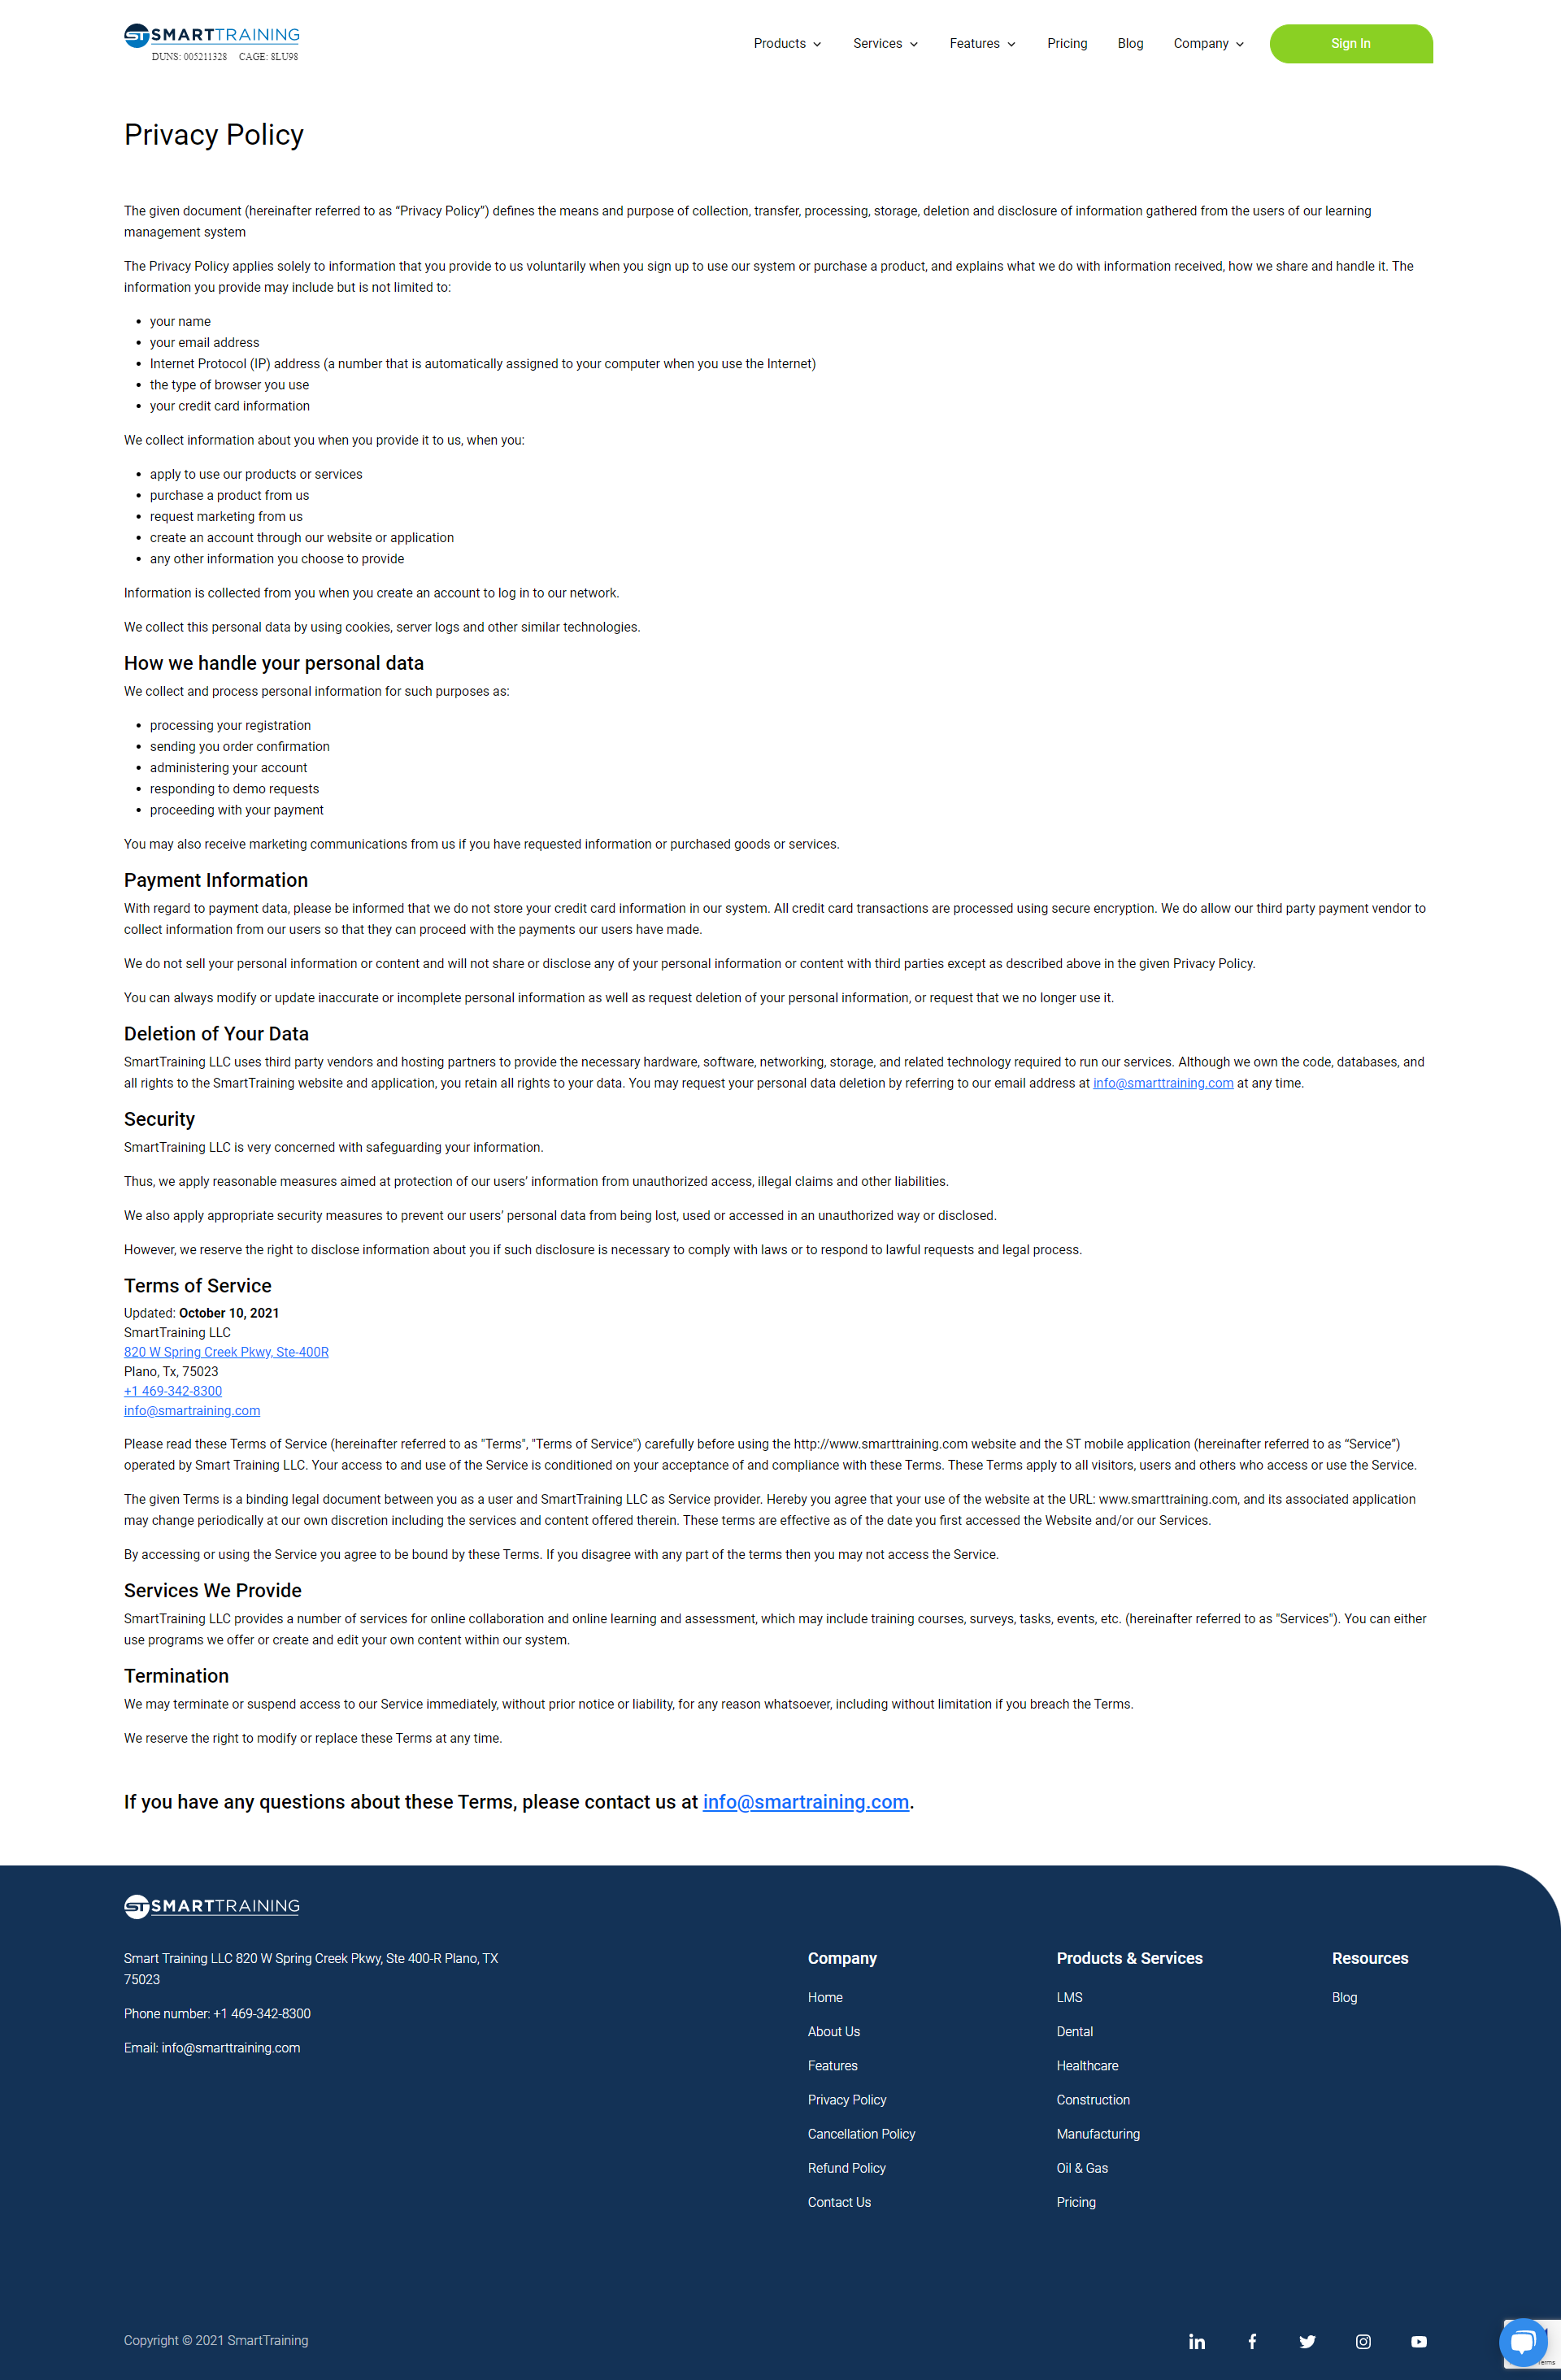 ST SMARTTRAINING
DUNS: 005211328 CAGE: 8LU98
Products Services Features Pricing Blog Company Sign In
Privacy Policy
The given document (hereinafter referred to as “Privacy Policy”) defines the means and purpose of collection, transfer, processing, storage, deletion and disclosure of information gathered from the users of our learning
management system
The Privacy Policy applies solely to information that you provide to us voluntarily when you sign up to use our system or purchase a product, and explains what we do with information received, how we share and handle it. The
information you provide may include but is not limited to:
• your name
• your email address
• Internet Protocol (IP) address (a number that is automatically assigned to your computer when you use the Internet)
• the type of browser you use
• your credit card information
We collect information about you when you provide it to us, when you:
• apply to use our products or services
• purchase a product from us
• request marketing from us
• create an account through our website or application
• any other information you choose to provide
Information is collected from you when you create an account to log in to our network.
We collect this personal data by using cookies, server logs and other similar technologies.
How we handle your personal data
We collect and process personal information for such purposes as:
• processing your registration
• sending you order confirmation
• administering your account
• responding to demo requests
• proceeding with your payment
You may also receive marketing communications from us if you have requested information or purchased goods or services.
Payment Information
With regard to payment data, please be informed that we do not store your credit card information in our system. All credit card transactions are processed using secure encryption. We do allow our third party payment vendor to
collect information from our users so that they can proceed with the payments our users have made.
We do not sell your personal information or content and will not share or disclose any of your personal information or content with third parties except as described above in the given Privacy Policy.
You can always modify or update inaccurate or incomplete personal information as well as request deletion of your personal information, or request that we no longer use it.
Deletion of Your Data
SmartTraining LLC uses third party vendors and hosting partners to provide the necessary hardware, software, networking, storage, and related technology required to run our services. Although we own the code, databases, and
all rights to the SmartTraining website and application, you retain all rights to your data. You may request your personal data deletion by referring to our email address at info@smarttraining.com at any time.
Security
SmartTraining LLC is very concerned with safeguarding your information.
Thus, we apply reasonable measures aimed at protection of our users’ information from unauthorized access, illegal claims and other liabilities.
We also apply appropriate security measures to prevent our users’ personal data from being lost, used or accessed in an unauthorized way or disclosed.
However, we reserve the right to disclose information about you if such disclosure is necessary to comply with laws or to respond to lawful requests and legal process.
Terms of Service
Updated: October 10, 2021
SmartTraining LLC
820 W Spring Creek Pkwy, Ste-400R
Plano, Tx, 75023
+1 469-342-8300
info@smartraining.com
Please read these Terms of Service (hereinafter referred to as "Terms", "Terms of Service") carefully before using the http://www.smarttraining.com website and the ST mobile application (hereinafter referred to as “Service”)
operated by Smart Training LLC. Your access to and use of the Service is conditioned on your acceptance of and compliance with these Terms. These Terms apply to all visitors, users and others who access or use the Service.
The given Terms is a binding legal document between you as a user and SmartTraining LLC as Service provider. Hereby you agree that your use of the website at the URL: www.smarttraining.com, and its associated application
may change periodically at our own discretion including the services and content offered therein. These terms are effective as of the date you first accessed the Website and/or our Services.
By accessing or using the Service you agree to be bound by these Terms. If you disagree with any part of the terms then you may not access the Service.
Services We Provide
SmartTraining LLC provides a number of services for online collaboration and online learning and assessment, which may include training courses, surveys, tasks, events, etc. (hereinafter referred to as "Services"). You can either
use programs we offer or create and edit your own content within our system.
Termination
We may terminate or suspend access to our Service immediately, without prior notice or liability, for any reason whatsoever, including without limitation if you breach the Terms.
We reserve the right to modify or replace these Terms at any time.
If you have any questions about these Terms, please contact us at info@smartraining.com.
ST SMARTTRAINING
Smart Training LLC 820 W Spring Creek Pkwy, Ste 400-R Plano, TX
75023
Phone number: +1 469-342-8300
Email: info@smarttraining.com
Company
Home
About Us
Features
Privacy Policy
Cancellation Policy
Refund Policy
Contact Us
Products & Services
LMS
Dental
Healthcare
Construction
Manufacturing
Oil & Gas
Pricing
Resources
Blog
Copyright © 2021 SmartTraining